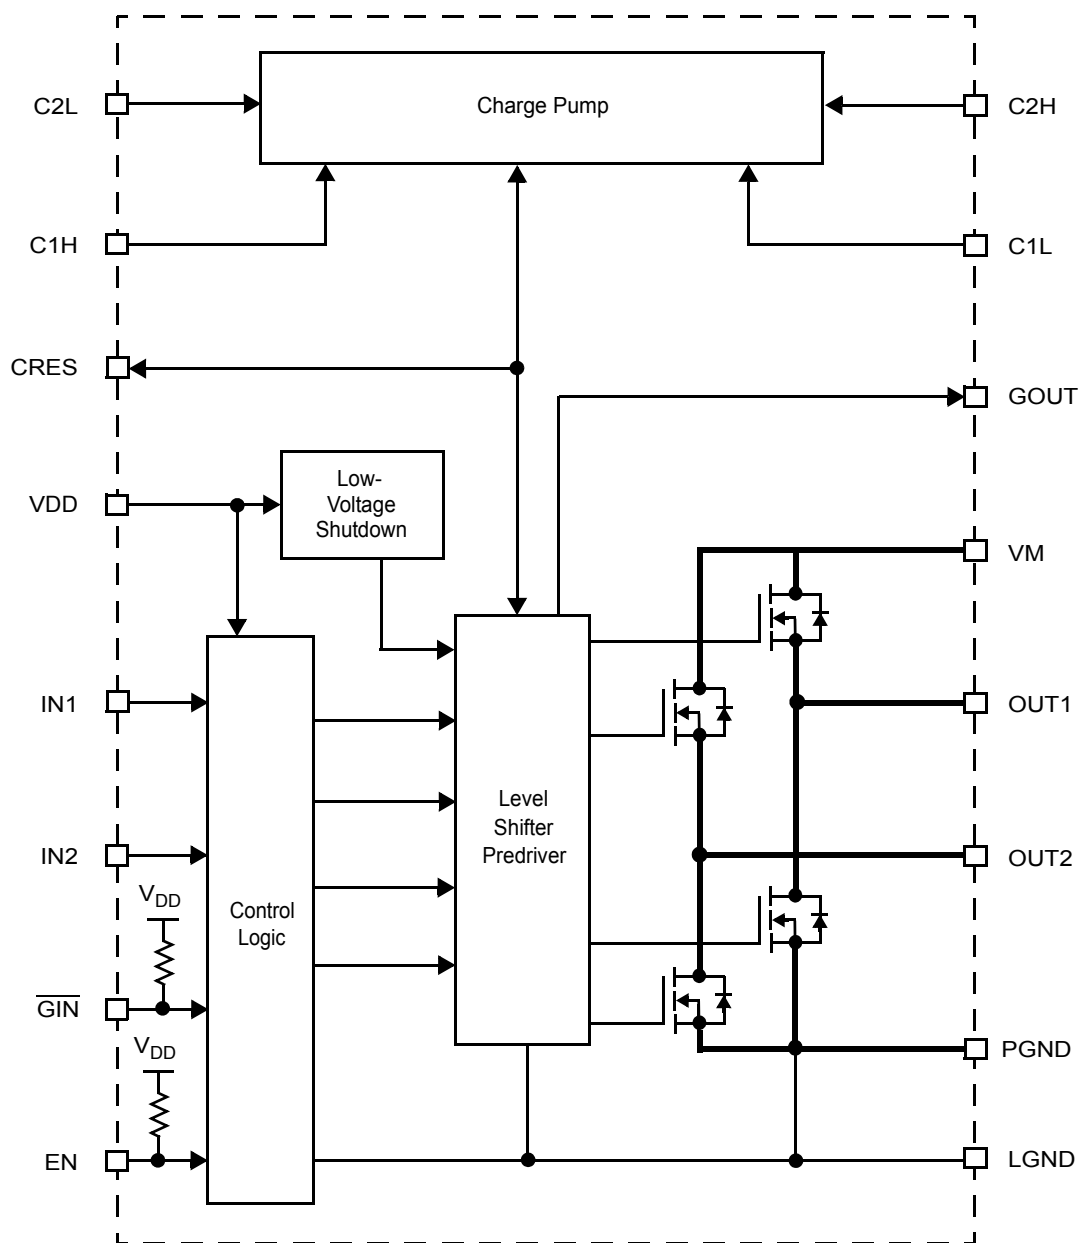 Charge Pump
C2L
C2H
C1H
C1L
CRES
GOUT
Low-
Voltage
Shutdown
VDD
VM
IN1
OUT1
Level
Shifter
Predriver
IN2
OUT2
VDD
Control
Logic
GIN
VDD
PGND
EN
LGND